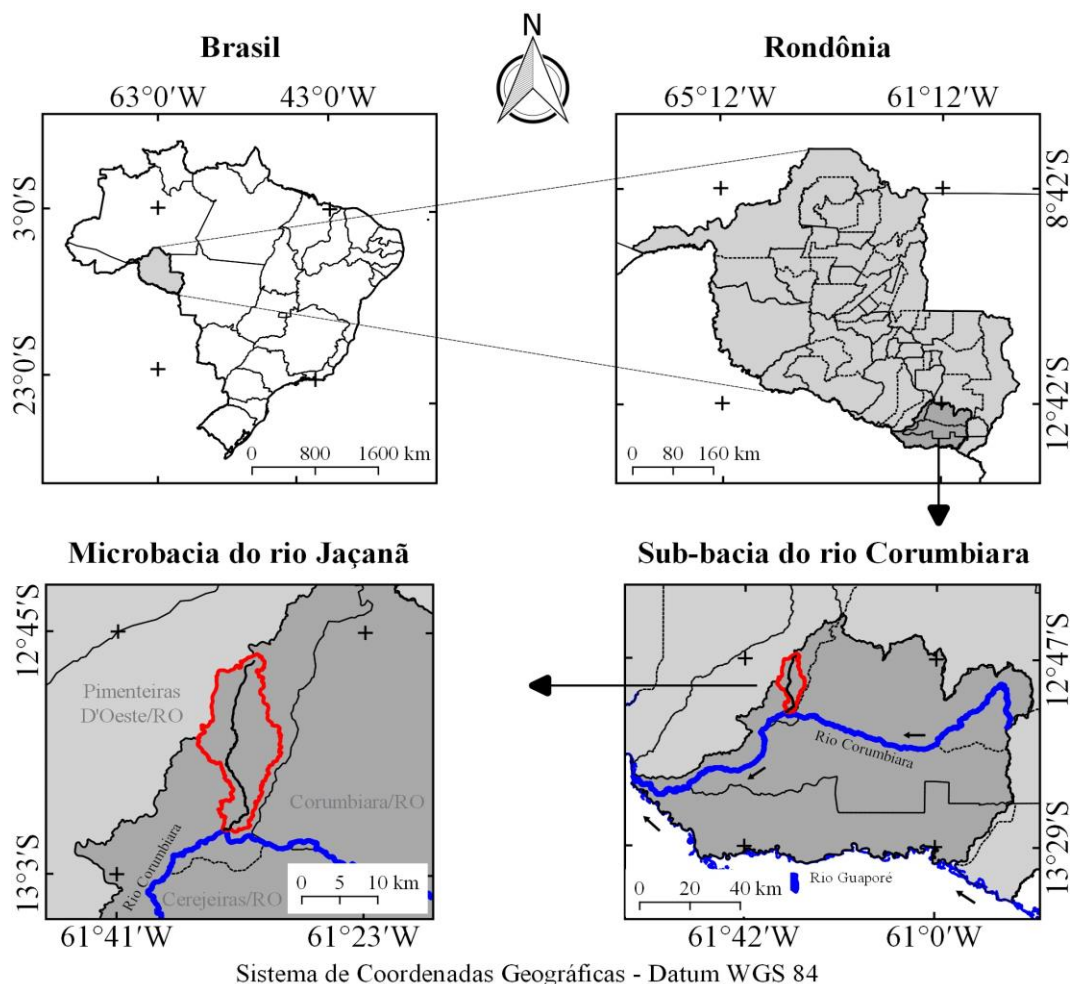 N
Brasil
63°0'W 43°0'W
3°0'S
23°0'S
0 800 1600 km
Rondônia
65°12'W 61°12'W
8°42'S
12°42'S
0 80 160 km
Microbacia do rio Jaçanã
12°45'S
13°3'S
Pimenteiras
D'Oeste/RO
Corumbiara/RO
Rio Corumbiara
Cerejeiras/RO
0 5 10 km
61°41'W 61°23'W
Sub-bacia do rio Corumbiara
12°47'S
13°29'S
Rio Corumbiara
Rio Guaporé
0 20 40 km
61°42'W 61°0'W
Sistema de Coordenadas Geográficas - Datum WGS 84